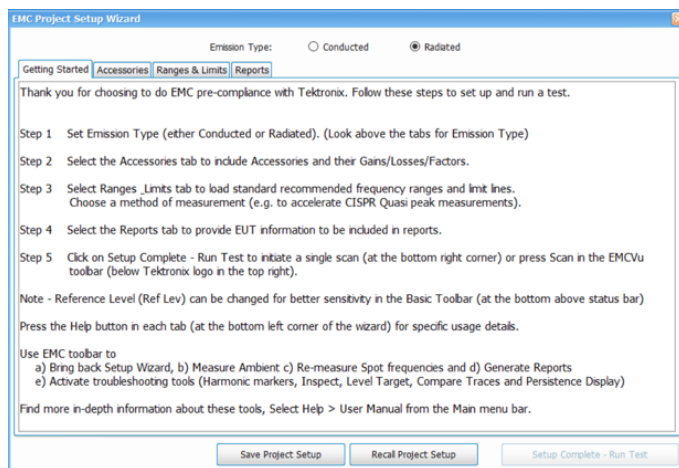 EMC Project Setup Wizard
Emission Type: Conducted Radiated
Getting Started Accessories Ranges & Limits Reports
Thank you for choosing to do EMC pre-compliance with Tektronix. Follow these steps to set up and run a test.
Step 1 Set Emission Type (either Conducted or Radiated). (Look above the tabs for Emission Type)
Step 2 Select the Accessories tab to include Accessories and their Gains/Losses/Factors.
Step 3 Select Ranges _Limits tab to load standard recommended frequency ranges and limit lines.
Choose a method of measurement (e.g. to accelerate CISPR Quasi peak measurements).
Step 4 Select the Reports tab to provide EUT information to be included in reports.
Step 5 Click on Setup Complete - Run Test to initiate a single scan (at the bottom right corner) or press Scan in the EMCVu
toolbar (below Tektronix logo in the top right).
Note - Reference Level (Ref Lev) can be changed for better sensitivity in the Basic Toolbar (at the bottom above status bar)
Press the Help button in each tab (at the bottom left corner of the wizard) for specific usage details.
Use EMC toolbar to
a) Bring back Setup Wizard, b) Measure Ambient c) Re-measure Spot frequencies and d) Generate Reports
e) Activate troubleshooting tools (Harmonic markers, Inspect, Level Target, Compare Traces and Persistence Display)
Find more in-depth information about these tools, Select Help > User Manual from the Main menu bar.
Save Project Setup Recall Project Setup Setup Complete - Run Test